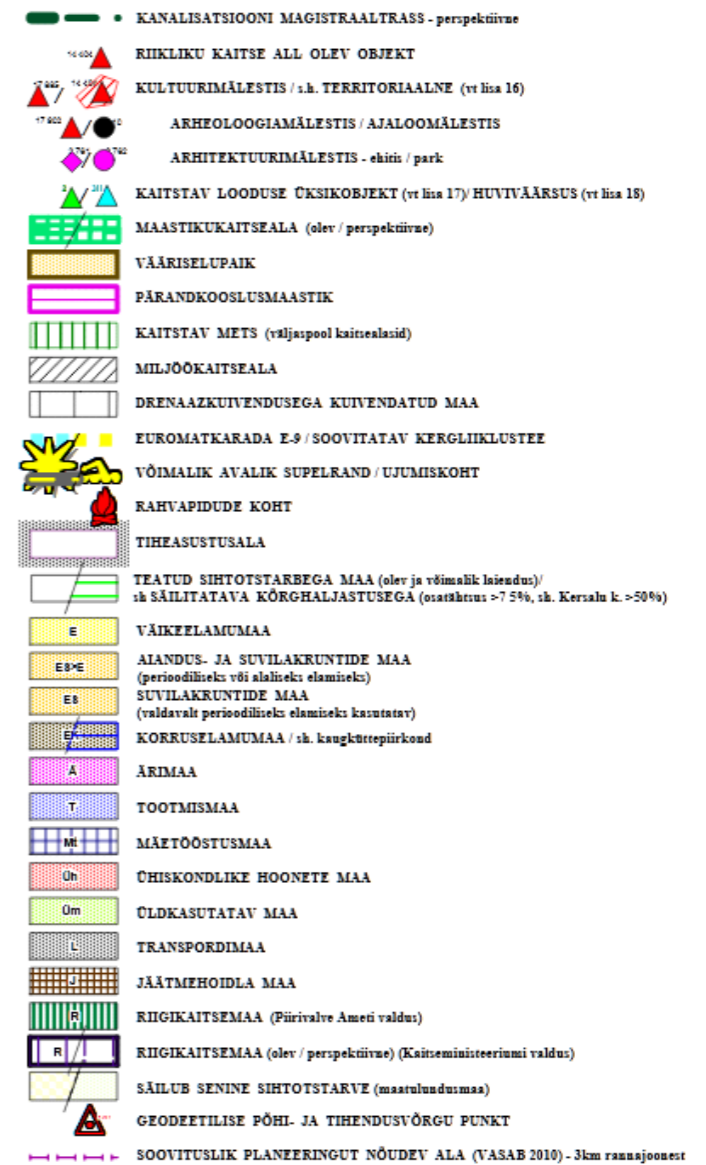 KANALISATSIOONI MAGISTRAALTRASS - perspektiivne
RIIKLIKU KAITSE ALL OLEV OBJEKT
KULTUURIMÄLESTIS / s.h. TERRITORIAALNE (vt lisa 16)
ARHEOLOOGIAMÄLESTIS / AJALOOMÄLESTIS
ARHITEKTUURIMÄLESTIS - ehitis / park
KAITSTAV LOODUSE ÜKSIKOBJEKT (vt lisa 17)/ HUVIVÄÄRSUS (vt lisa 18)
MAASTIKUKAITSEALA (olev / perspektiivne)
VÄÄRISELUPAIK
PÄRANDKOOSLUSMAASTIK
KAITSTAV METS (väljaspool kaitsealasid)
MILJÖÖKAITSEALA
DRENAAZKUIVENDUSEGA KUIVENDATUD MAA
EUROMATKARADA E-9 / SOOVITATAV KERGLIIKLUSTEE
VÕIMALIK AVALIK SUPELRAND / UJUMISKOHT
RAHVAPIDUDE KOHT
TIHEASUSTUSALA
TEATUD SIHTOTSTARBEGA MAA (olev ja võimalik laiendus)/
sh SÄILITATAVA KÕRGHALJASTUSEGA (osatähtsus >75%, sh. Kersalu k. >50%)
E VÄIKEELAMUMAA
ES>E AIANDUS- JA SUVILAKRUNTIDE MAA
(perioodiliseks või alaliseks elamiseks)
ES SUVILAKRUNTIDE MAA
(valdavalt perioodiliseks elamiseks kasutatav)
KORRUSELAMUMAA / sh. kaugküttepiirkond
Ä ÄRIMAA
T TOOTMISMAA
Mt MÄETÖÖSTUSMAA
Üh ÜHISKONDLIKE HOONETE MAA
Üm ÜLDKASUTATAV MAA
L TRANSPORDIMAA
J JÄÄTMEHOIDLA MAA
R RIIGIKAITSEMAA (Piirivalve Ameti valdus)
R RIIGIKAITSEMAA (olev / perspektiivne) (Kaitseministeeriumi valdus)
SÄILUB SENINE SIHTOTSTARVE (maatulundusmaa)
GEODEETILISE PÕHI- JA TIHENDUSVÕRGU PUNKT
SOOVITUSLIK PLANEERINGUT NÕUDEV ALA (VASAB 2010) - 3km rannajoonest